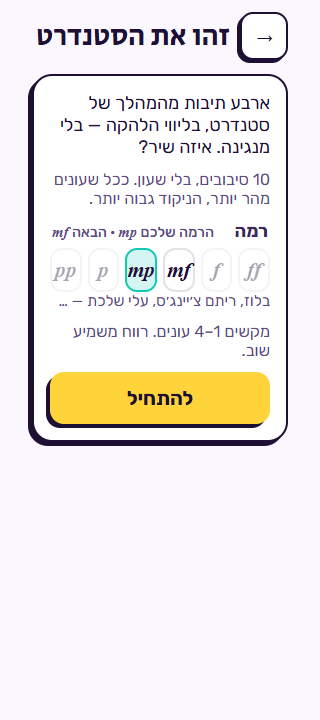 זהו את הסטנדרט
→
ארבע תיבות מהמהלך של
סטנדרט, בליווי הלהקה – בלי
מנגינה. איזה שיר?
10 סיבובים, בלי שעון. ככל שעונים
מהר יותר, הניקוד גבוה יותר.
רמה
הרמה שלכם mp • הבאה mf
ff f mf mp p pp
בלוז, ריתם צ׳יינג׳ס, עלי שלכת – ...
מקשים 1–4 עונים. רווח משמיע
שוב.
להתחיל